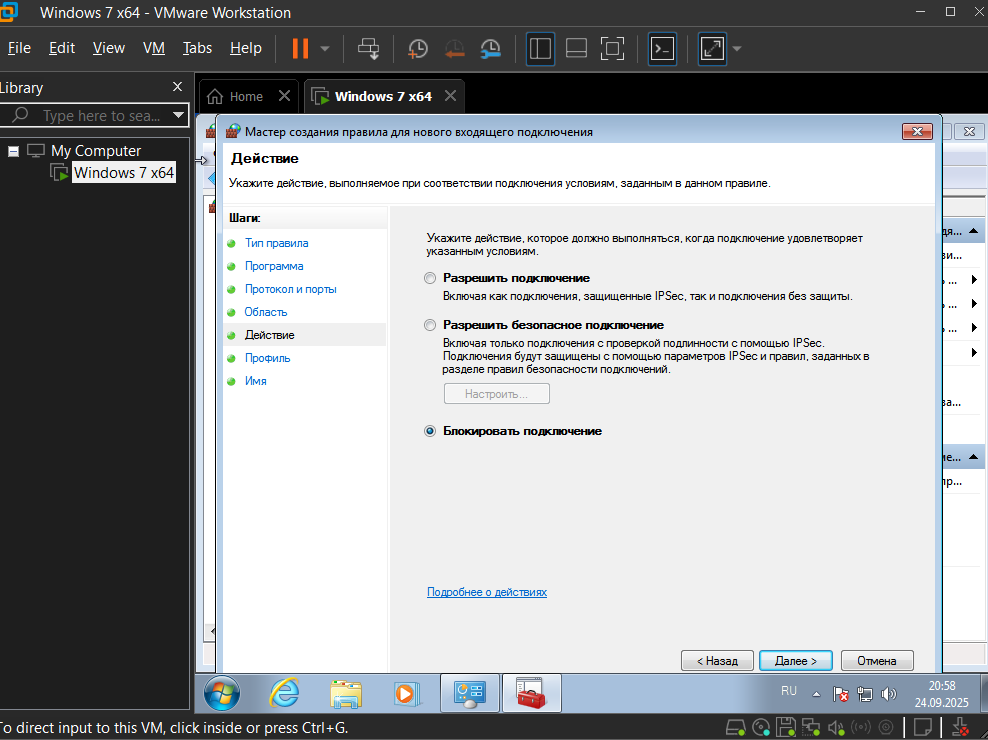 Windows 7 x64 - VMware Workstation
File Edit View VM Tabs Help
Library
Home
Windows 7 x64
Type here to sea...
My Computer
Windows 7 x64
Мастер создания правила для нового входящего подключения
Действие
Укажите действие, выполняемое при соответствии подключения условиям, заданным в данном правиле.
Шаги:
Тип правила
Программа
Протокол и порты
Область
Действие
Профиль
Имя
Укажите действие, которое должно выполняться, когда подключение удовлетворяет
указанным условиям.
Разрешить подключение
Включая как подключения, защищенные IPSec, так и подключения без защиты.
Разрешить безопасное подключение
Включая только подключения с проверкой подлинности с помощью IPSec.
Подключения будут защищены с помощью параметров IPSec и правил, заданных в
разделе правил безопасности подключений.
Настроить...
Блокировать подключение
Подробнее о действиях
< Назад
Далее >
Отмена
RU
20:58
24.09.2025
To direct input to this VM, click inside or press Ctrl+G.